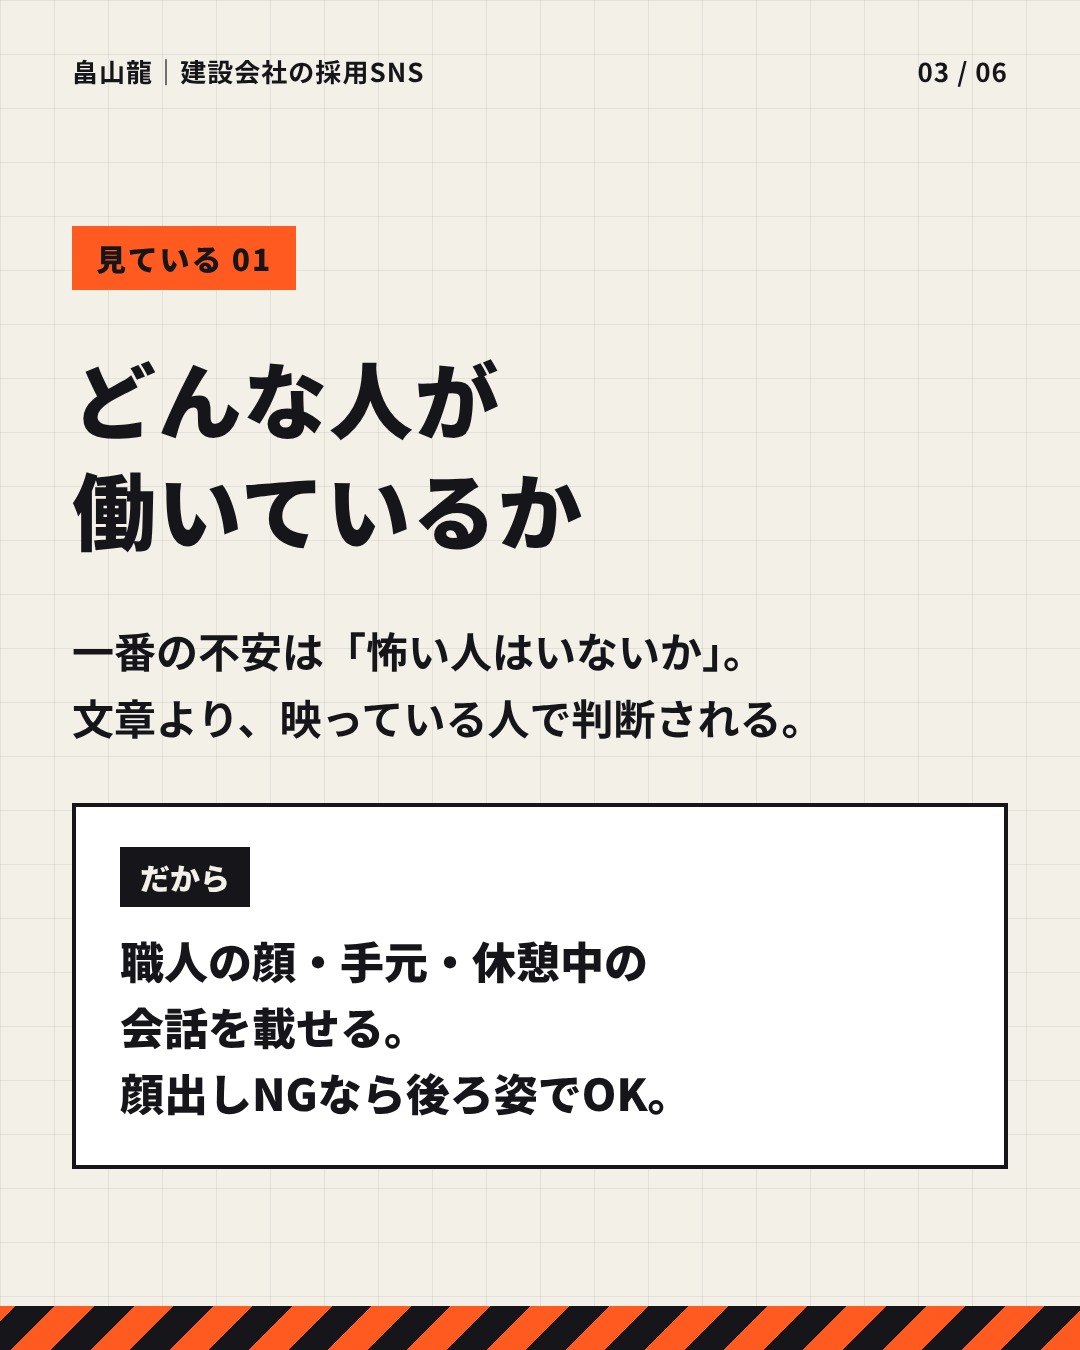 畠山龍｜建設会社の採用SNS
03 / 06
見ている 01
どんな人が
働いているか
一番の不安は「怖い人はいないか」。
文章より、映っている人で判断される。
だから
職人の顔・手元・休憩中の
会話を載せる。
顔出しNGなら後ろ姿でOK。